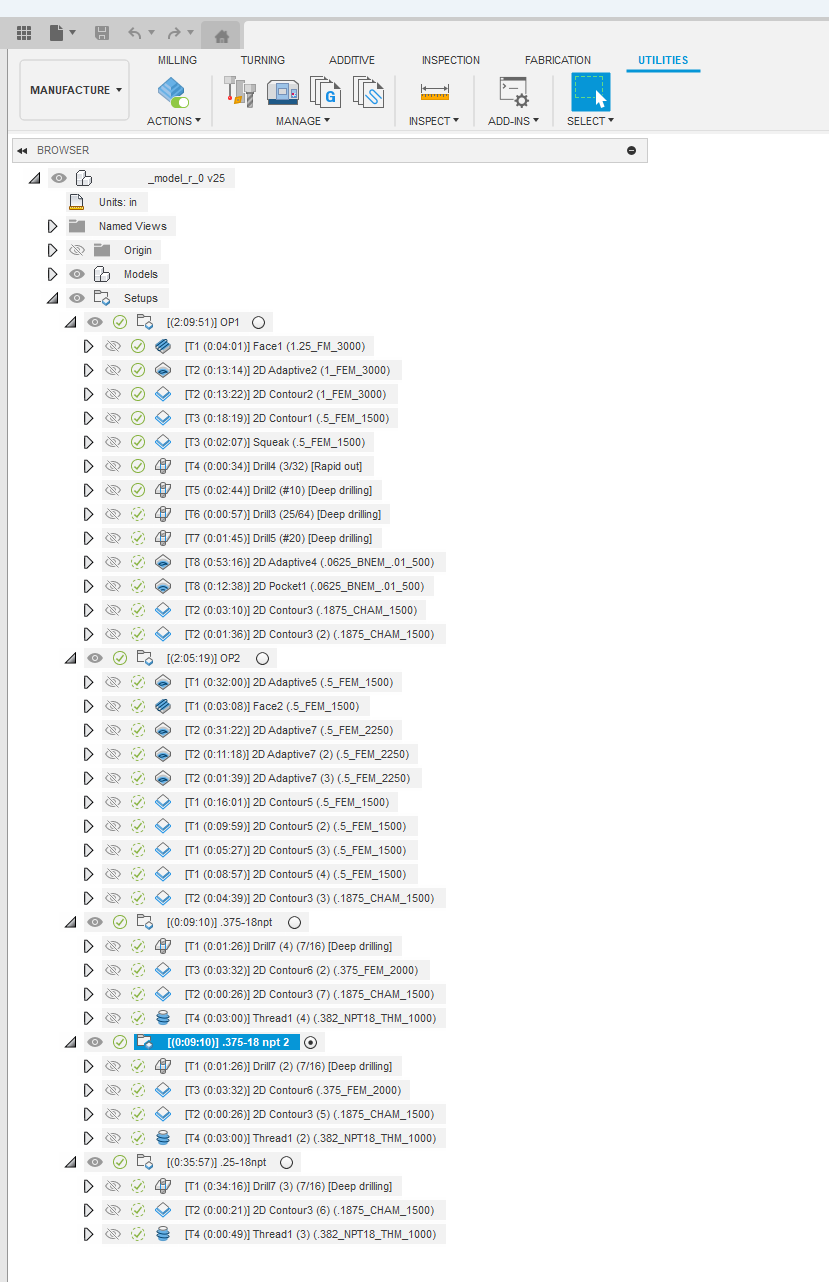 MILLING TURNING ADDITIVE INSPECTION FABRICATION UTILITIES
MANUFACTURE
G
ACTIONS MANAGE INSPECT ADD-INS SELECT
BROWSER
_model_r_0 v25
Units: in
Named Views
Origin
Models
Setups
[(2:09:51)] OP1
[T1 (0:04:01)] Face1 (1.25_FM_3000)
[T2 (0:13:14)] 2D Adaptive2 (1_FEM_3000)
[T2 (0:13:22)] 2D Contour2 (1_FEM_3000)
[T3 (0:18:19)] 2D Contour1 (.5_FEM_1500)
[T3 (0:02:07)] Squeak (.5_FEM_1500)
[T4 (0:00:34)] Drill4 (3/32) [Rapid out]
[T5 (0:02:44)] Drill2 (#10) [Deep drilling]
[T6 (0:00:57)] Drill3 (25/64) [Deep drilling]
[T7 (0:01:45)] Drill5 (#20) [Deep drilling]
[T8 (0:53:16)] 2D Adaptive4 (.0625_BNEM_.01_500)
[T8 (0:12:38)] 2D Pocket1 (.0625_BNEM_.01_500)
[T2 (0:03:10)] 2D Contour3 (.1875_CHAM_1500)
[T2 (0:01:36)] 2D Contour3 (2) (.1875_CHAM_1500)
[(2:05:19)] OP2
[T1 (0:32:00)] 2D Adaptive5 (.5_FEM_1500)
[T1 (0:03:08)] Face2 (.5_FEM_1500)
[T2 (0:31:22)] 2D Adaptive7 (.5_FEM_2250)
[T2 (0:11:18)] 2D Adaptive7 (2) (.5_FEM_2250)
[T2 (0:01:39)] 2D Adaptive7 (3) (.5_FEM_2250)
[T2 (0:16:01)] 2D Contour5 (.5_FEM_1500)
[T1 (0:09:59)] 2D Contour5 (2) (.5_FEM_1500)
[T1 (0:05:27)] 2D Contour5 (3) (.5_FEM_1500)
[T1 (0:08:57)] 2D Contour5 (4) (.5_FEM_1500)
[T2 (0:04:39)] 2D Contour3 (3) (.1875_CHAM_1500)
[(0:09:10)] .375-18npt
[T1 (0:01:26)] Drill7 (4) (7/16) [Deep drilling]
[T3 (0:03:32)] 2D Contour6 (2) (.375_FEM_2000)
[T2 (0:00:26)] 2D Contour3 (7) (.1875_CHAM_1500)
[T4 (0:03:00)] Thread1 (4) (.382_NPT18_THM_1000)
[(0:09:10)] .375-18 npt 2
[T1 (0:01:26)] Drill7 (2) (7/16) [Deep drilling]
[T3 (0:03:32)] 2D Contour6 (.375_FEM_2000)
[T2 (0:00:26)] 2D Contour3 (5) (.1875_CHAM_1500)
[T4 (0:03:00)] Thread1 (2) (.382_NPT18_THM_1000)
[(0:35:57)] .25-18npt
[T1 (0:34:16)] Drill7 (3) (7/16) [Deep drilling]
[T2 (0:00:21)] 2D Contour3 (6) (.1875_CHAM_1500)
[T4 (0:00:49)] Thread1 (3) (.382_NPT18_THM_1000)